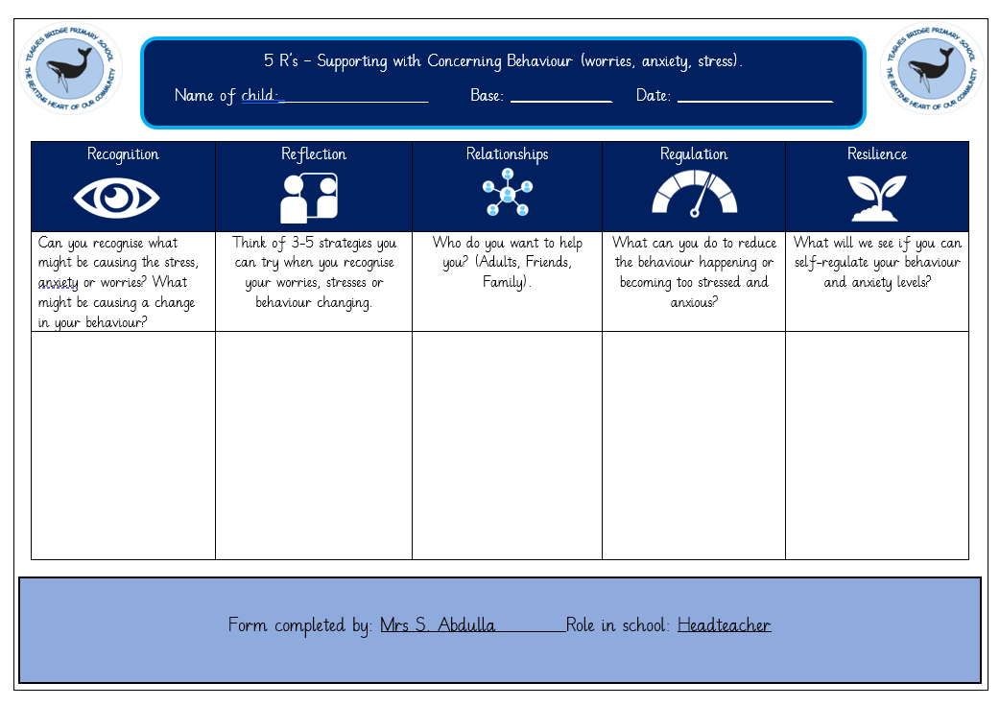 TEAGUES BRIDGE PRIMARY SCHOOL
THE BEATING HEART OF OUR COMMUNITY
5 R's – Supporting with Concerning Behaviour (worries, anxiety, stress).
Name of child:_____________________ Base: ______________ Date: _____________________
TEAGUES BRIDGE PRIMARY SCHOOL
THE BEATING HEART OF OUR COMMUNITY
Recognition
Reflection
Relationships
Regulation
Resilience
Can you recognise what
might be causing the stress,
anxiety or worries? What
might be causing a change
in your behaviour?
Think of 3-5 strategies you
can try when you recognise
your worries, stresses or
behaviour changing.
Who do you want to help
you? (Adults, Friends,
Family).
What can you do to reduce
the behaviour happening or
becoming too stressed and
anxious?
What will we see if you can
self-regulate your behaviour
and anxiety levels?
Form completed by: Mrs S. Abdulla ________Role in school: Headteacher